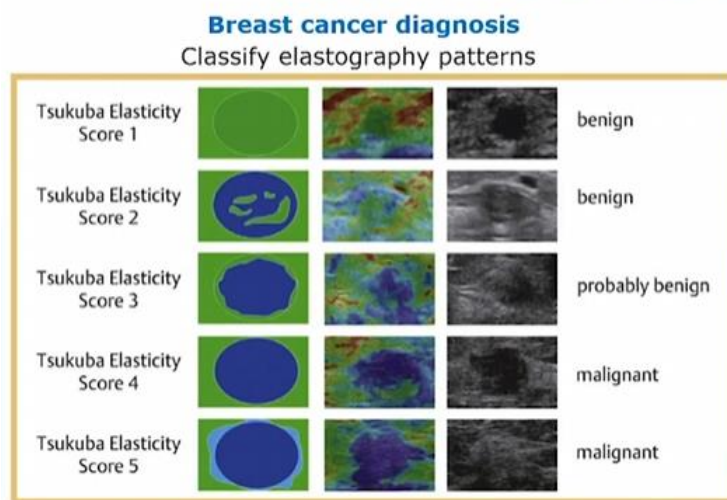 Breast cancer diagnosis
Classify elastography patterns
Tsukuba Elasticity
Score 1
benign
Tsukuba Elasticity
Score 2
benign
Tsukuba Elasticity
Score 3
probably benign
Tsukuba Elasticity
Score 4
malignant
Tsukuba Elasticity
Score 5
malignant